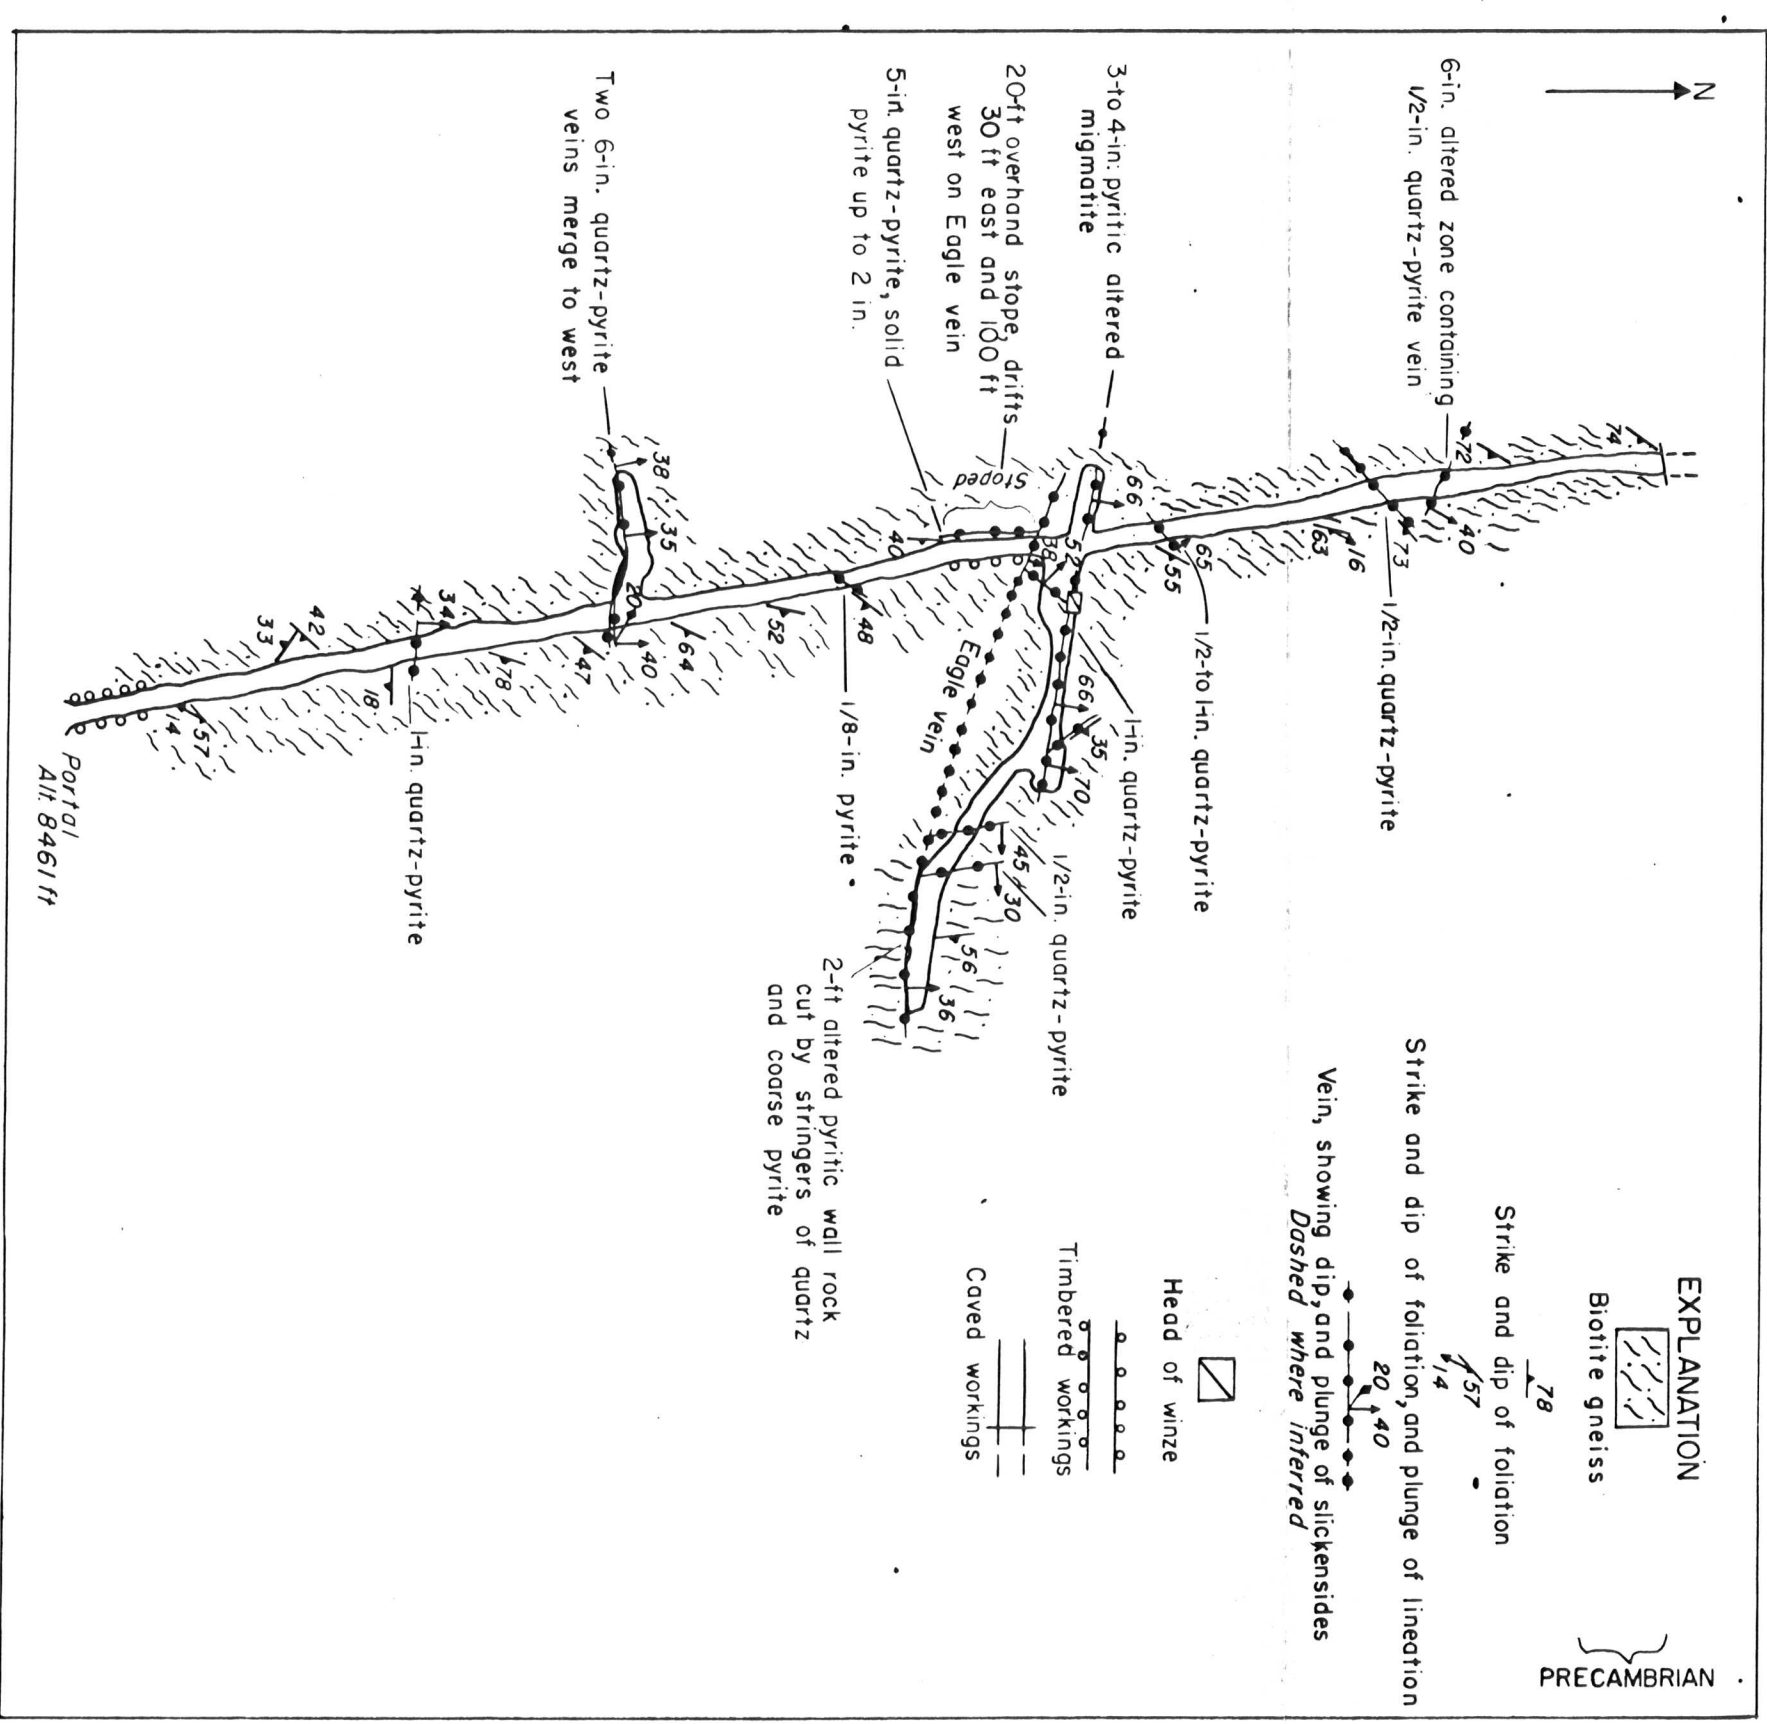 N
6-in. altered zone containing
1/2-in. quartz-pyrite vein
3-to 4-in. pyritic altered
migmatite
20-ft overhand stope, drifts
30 ft east and 100 ft
west on Eagle vein
5-in. quartz-pyrite, solid
pyrite up to 2 in.
Two 6-in. quartz-pyrite
veins merge to west
74
72
40
73
1/2-in. quartz-pyrite
16
63
65
55
1/2-to 1-in. quartz-pyrite
66
52
38
Stoped
40
66
1-in. quartz-pyrite
35
70
Eagle vein
45
30
1/2-in. quartz-pyrite
56
36
2-ft altered pyritic wall rock
cut by stringers of quartz
and coarse pyrite
48
1/8-in. pyrite
52
38
35
20
64
40
47
78
34
18
1-in. quartz-pyrite
42
33
57
14
Portal
Alt. 8461 ft
EXPLANATION
Biotite gneiss
PRECAMBRIAN
78
Strike and dip of foliation
57
14
Strike and dip of foliation, and plunge of lineation
20
40
Vein, showing dip, and plunge of slickensides
Dashed where inferred
Head of winze
Timbered workings
Caved workings